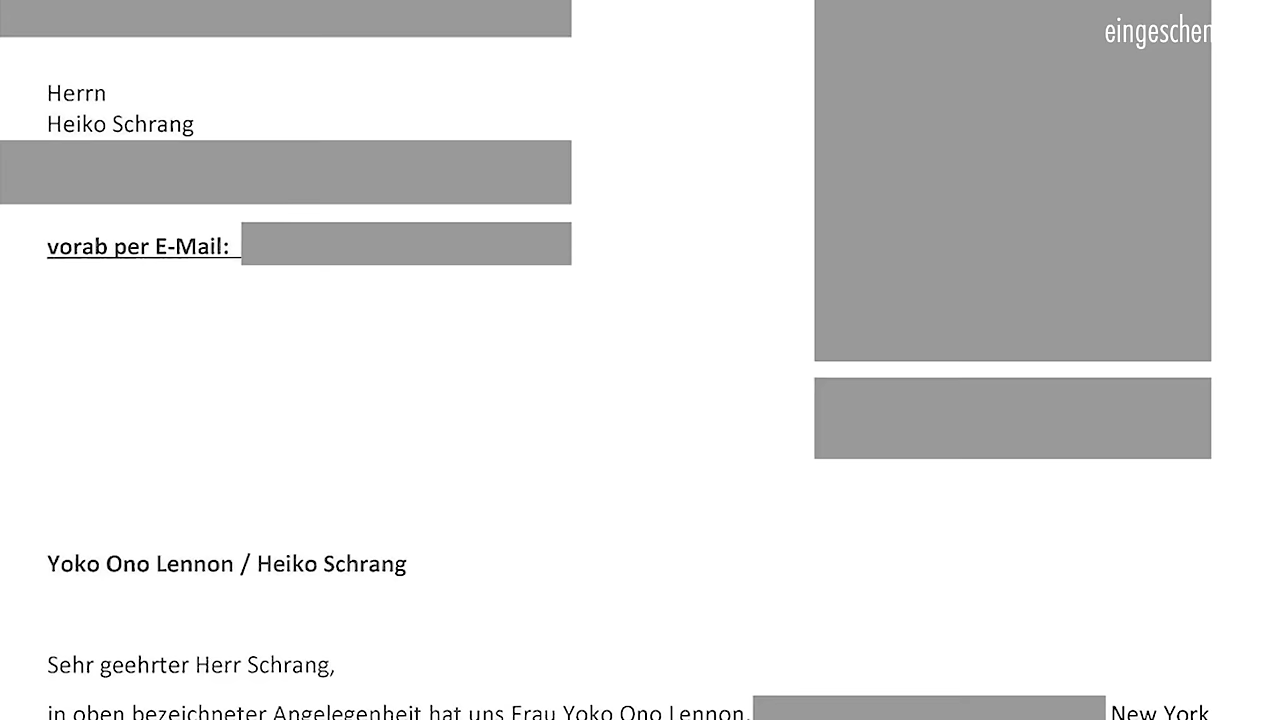 eingeschen
Herrn
Heiko Schrang
vorab per E-Mail:
Yoko Ono Lennon / Heiko Schrang
Sehr geehrter Herr Schrang,
in oben bezeichneter Angelegenheit hat uns Frau Yoko Ono Lennon, New York